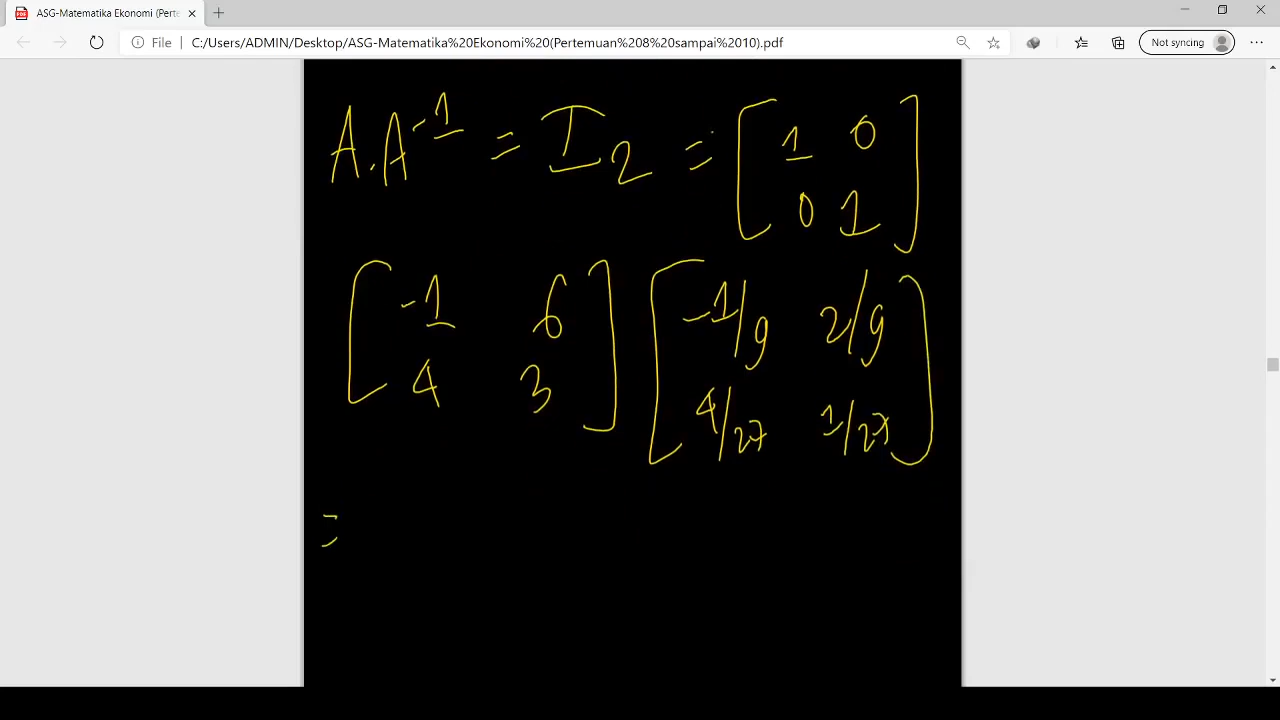 ASG-Matematika Ekonomi (Perte
File C:/Users/ADMIN/Desktop/ASG-Matematika%20Ekonomi%20(Pertemuan%208%20sampai%2010).pdf Not syncing
A.A⁻¹ = I₂ = [1 0
0 1]
[-1 6 [-1/9 2/9
4 3] 4/27 1/27]
=